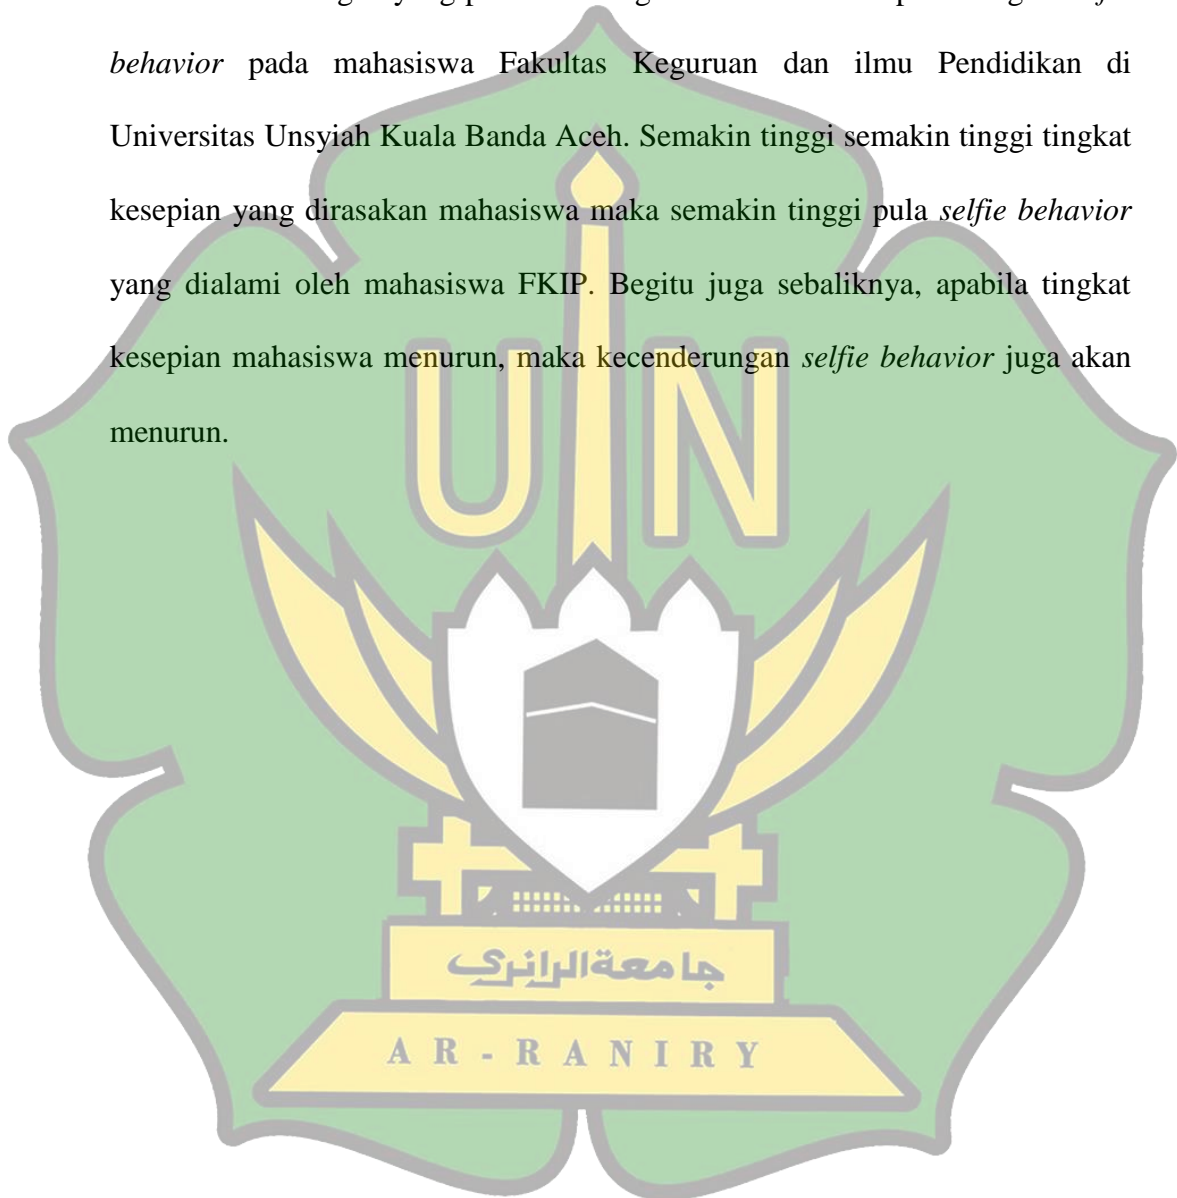 behavior pada mahasiswa Fakultas Keguruan dan ilmu Pendidikan di
Universitas Unsyiah Kuala Banda Aceh. Semakin tinggi semakin tinggi tingkat
kesepian yang dirasakan mahasiswa maka semakin tinggi pula selfie behavior
yang dialami oleh mahasiswa FKIP. Begitu juga sebaliknya, apabila tingkat
kesepian mahasiswa menurun, maka kecenderungan selfie behavior juga akan
menurun.
UIN
جامعة الرانري
AR-RANIRY